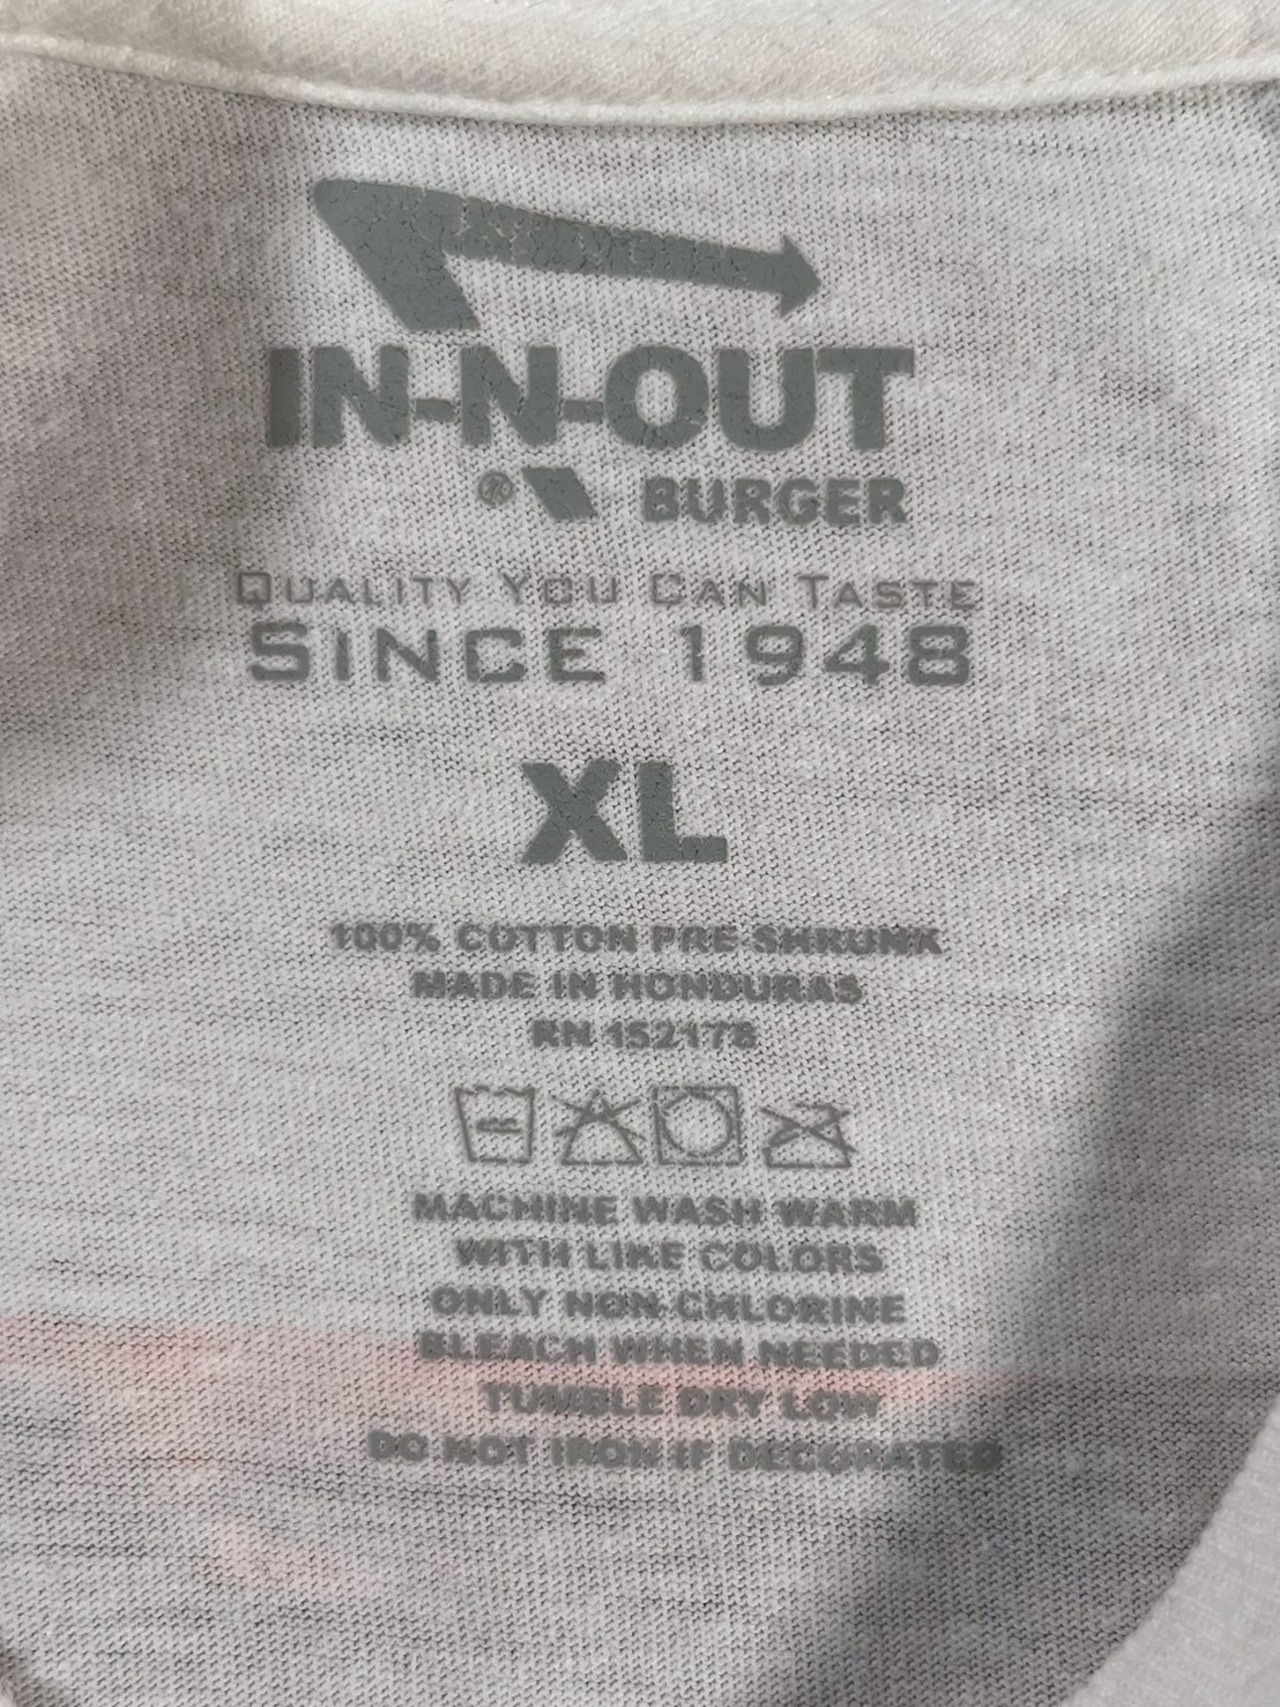 IN-N-OUT
® BURGER
QUALITY YOU CAN TASTE
SINCE 1948
XL
100% COTTON PRE-SHRUNK
MADE IN HONDURAS
RN 152178
MACHINE WASH WARM
WITH LIKE COLORS
ONLY NON-CHLORINE
BLEACH WHEN NEEDED
TUMBLE DRY LOW
DO NOT IRON IF DECORATED